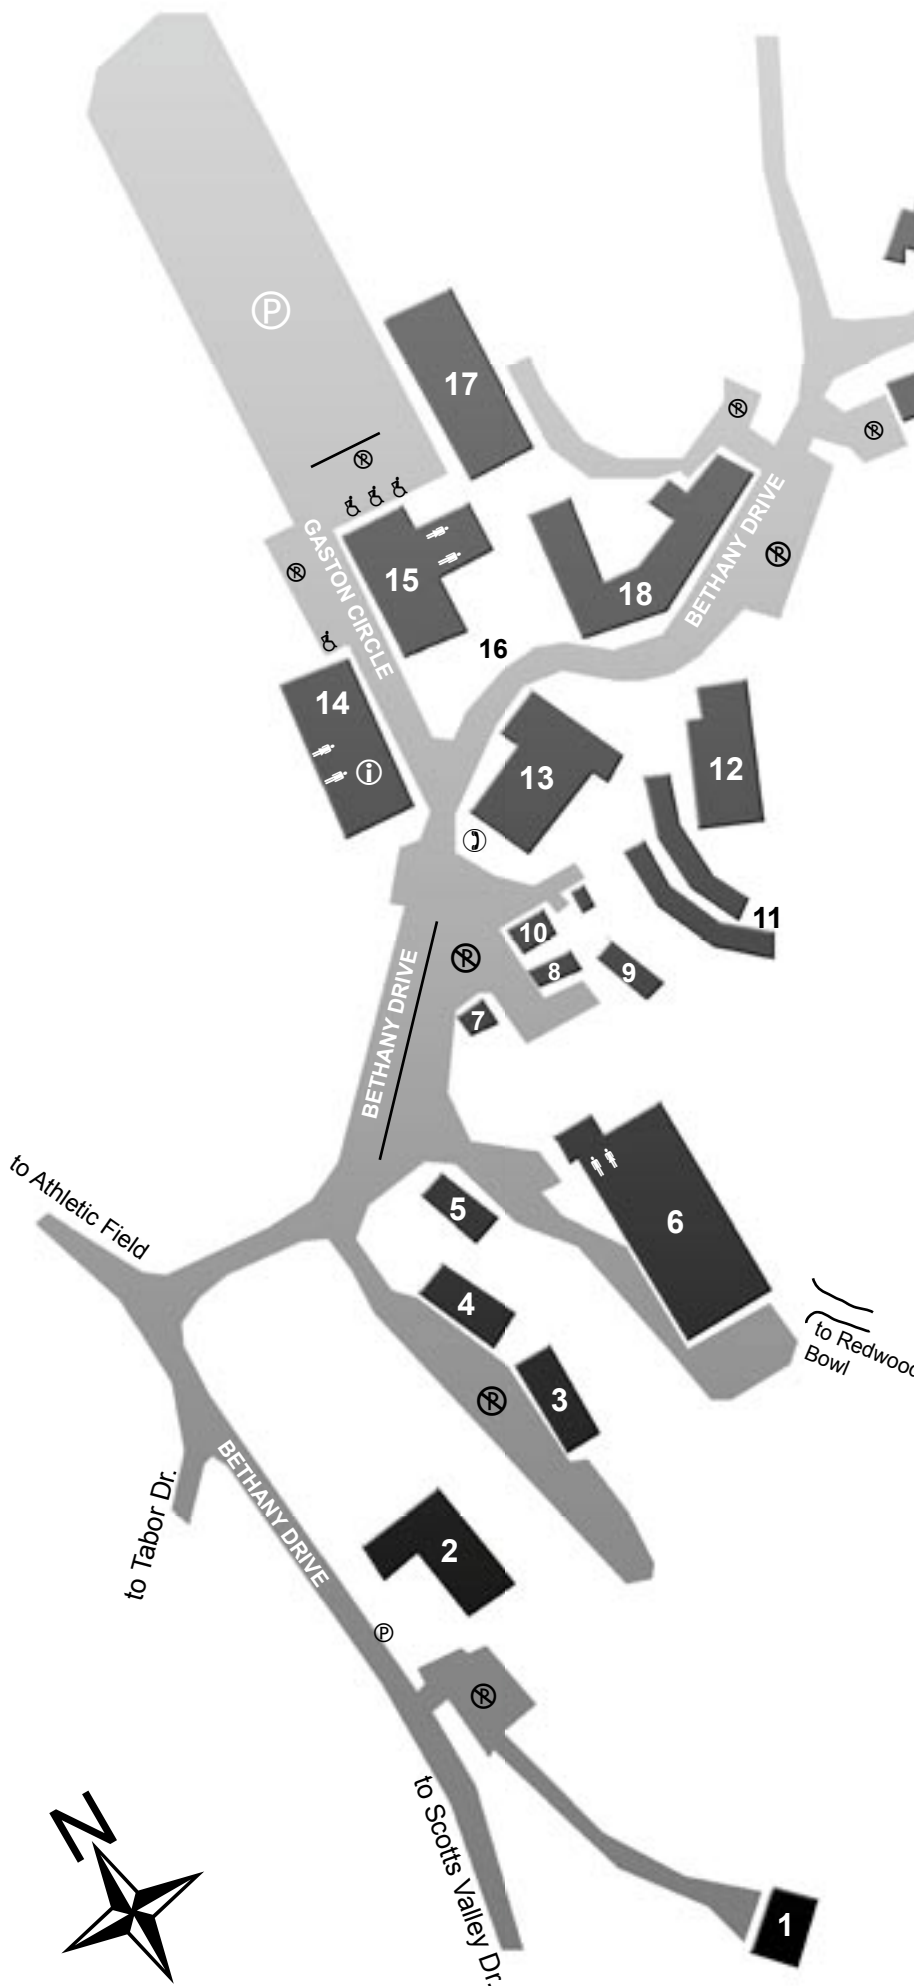 P
17
GASTON CIRCLE
15
18
BETHANY DRIVE
16
14
i
13
12
11
10
8
9
7
BETHANY DRIVE
to Athletic Field
5
6
4
to Redwood
Bowl
3
BETHANY DRIVE
to Tabor Dr.
2
P
to Scotts Valley Dr.
N
1